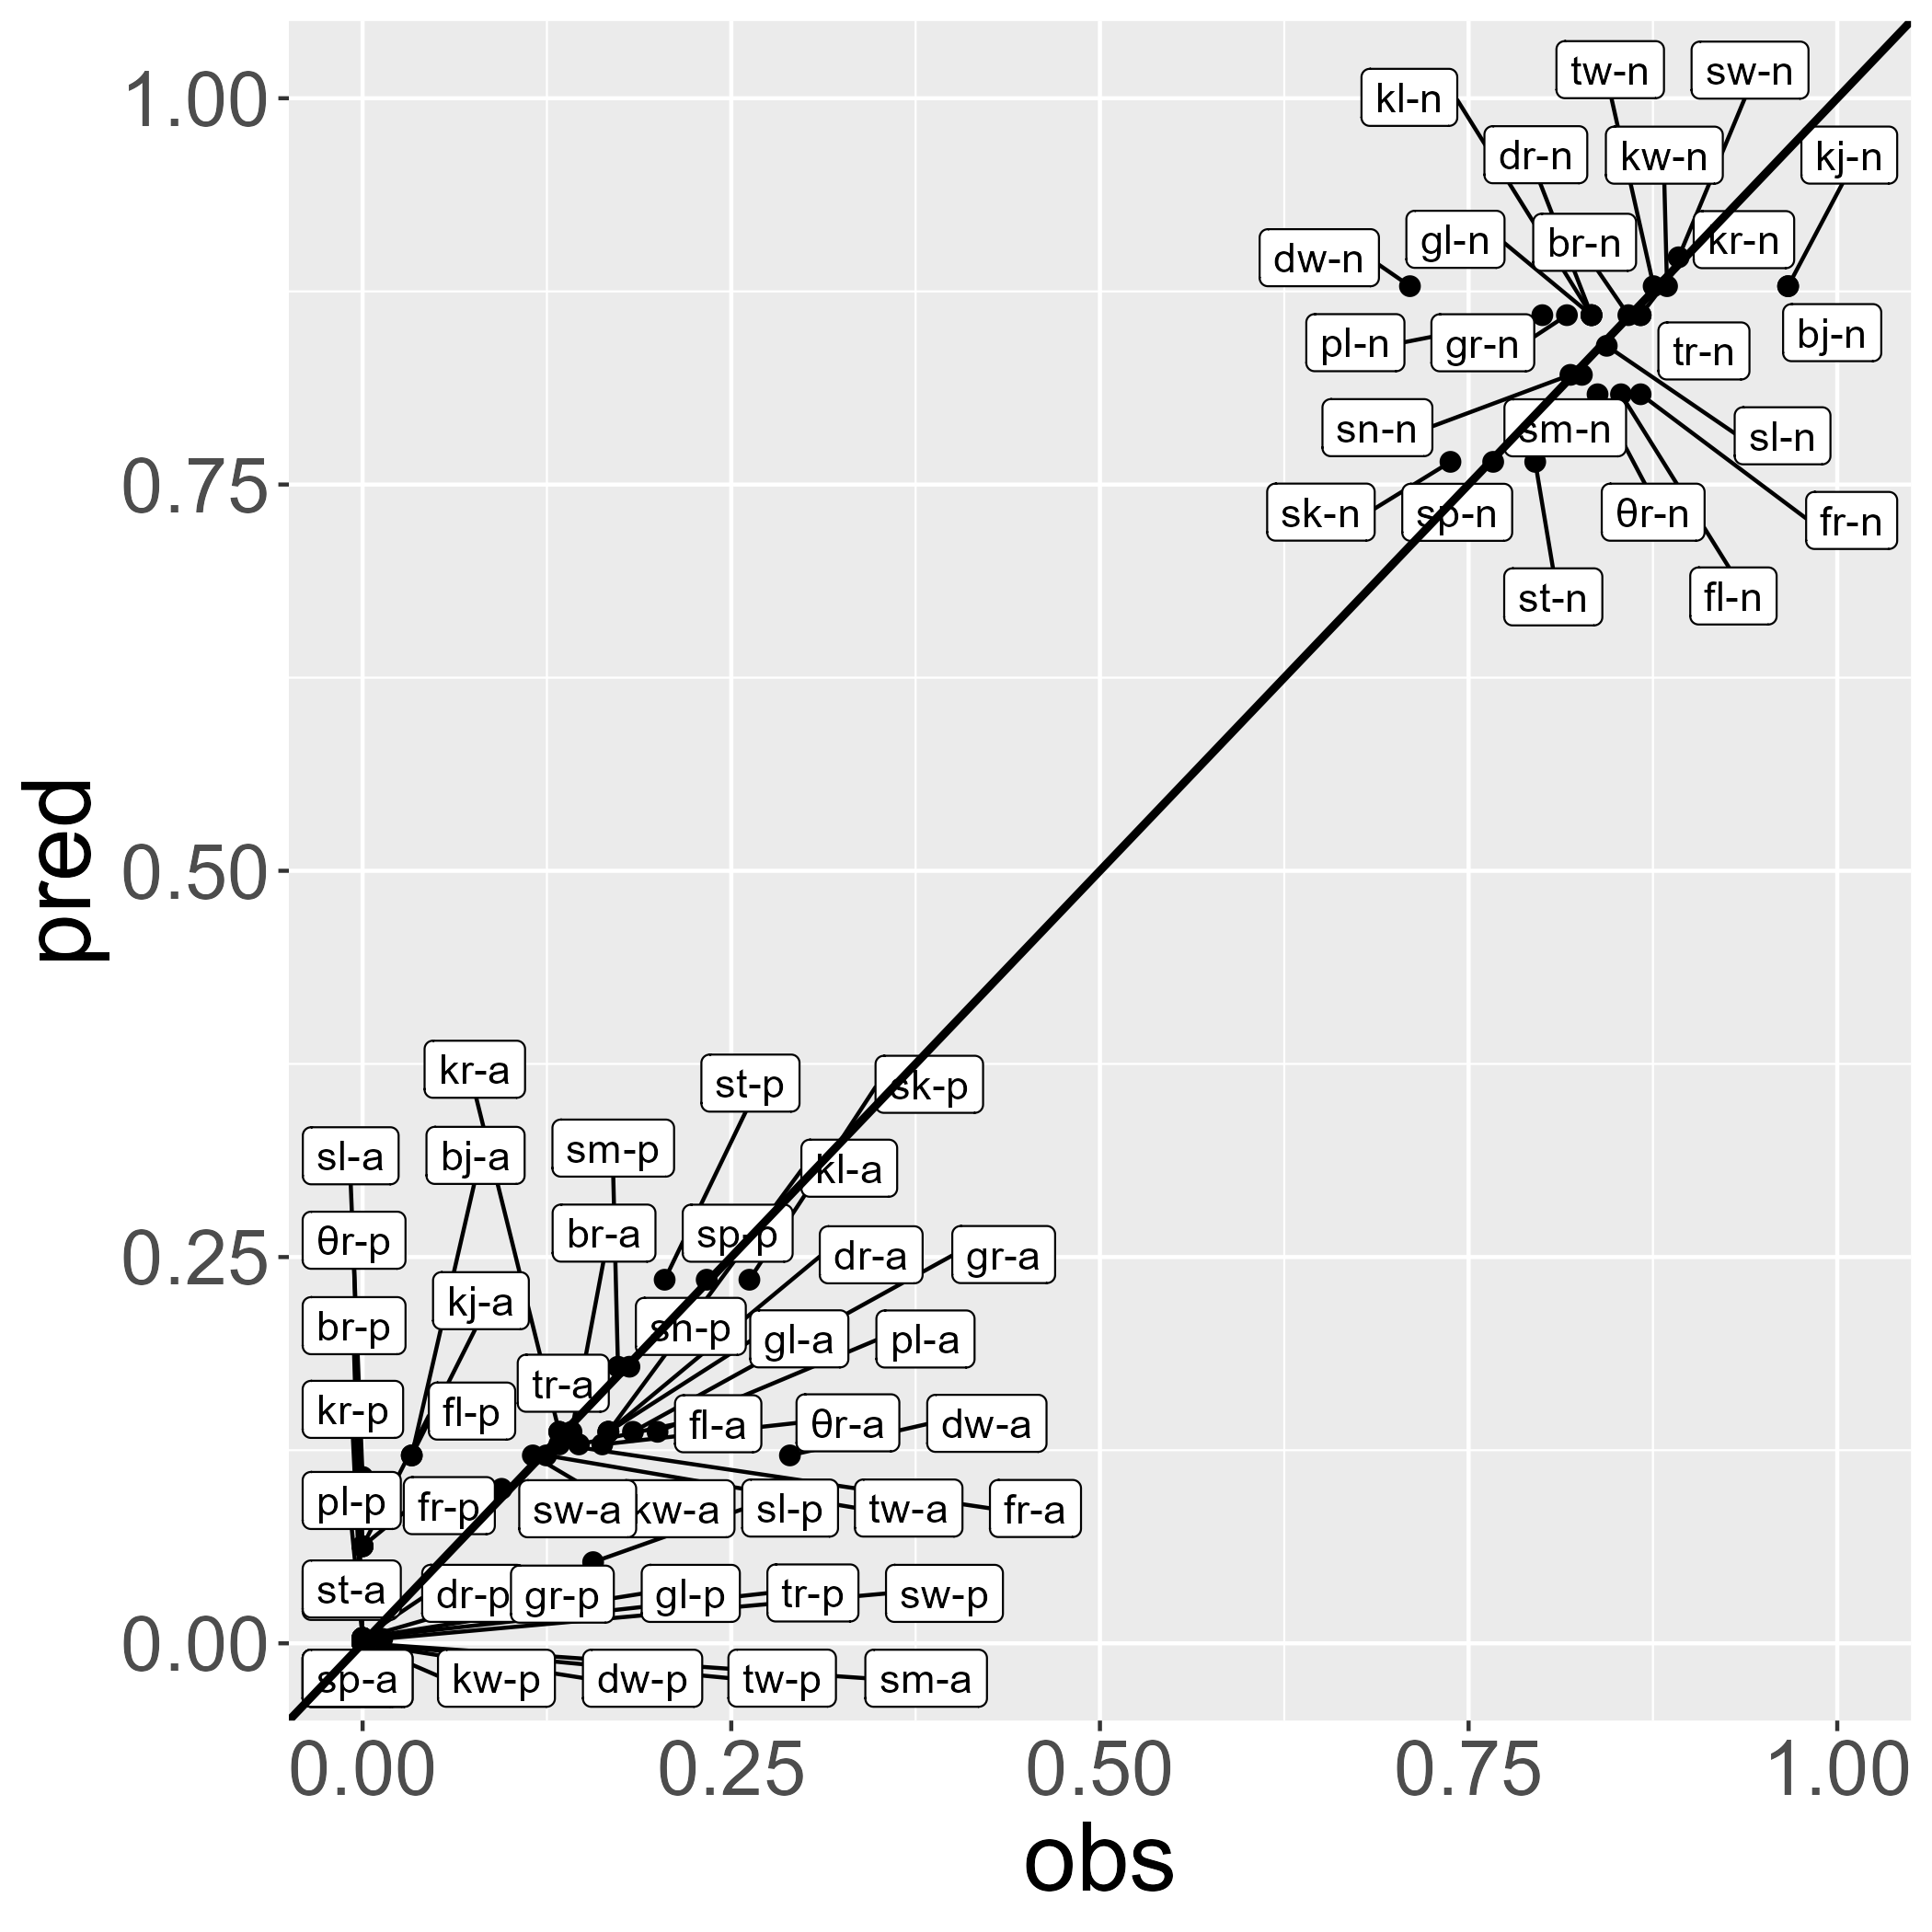 tw-n
sw-n
kl-n
dr-n
kw-n
kj-n
dw-n
gl-n
br-n
kr-n
pl-n
gr-n
tr-n
bj-n
sn-n
sm-n
sl-n
sk-n
sp-n
θr-n
fr-n
st-n
fl-n
kr-a
st-p
sk-p
sl-a
bj-a
sm-p
kl-a
θr-p
br-a
sp-p
dr-a
gr-a
br-p
kj-a
sn-p
gl-a
pl-a
kr-p
fl-p
tr-a
fl-a
θr-a
dw-a
pl-p
fr-p
sw-a
kw-a
sl-p
tw-a
fr-a
st-a
dr-p
gr-p
gl-p
tr-p
sw-p
sp-a
kw-p
dw-p
tw-p
sm-a
1.00
0.75
0.50
0.25
0.00
pred
0.00
0.25
0.50
0.75
1.00
obs